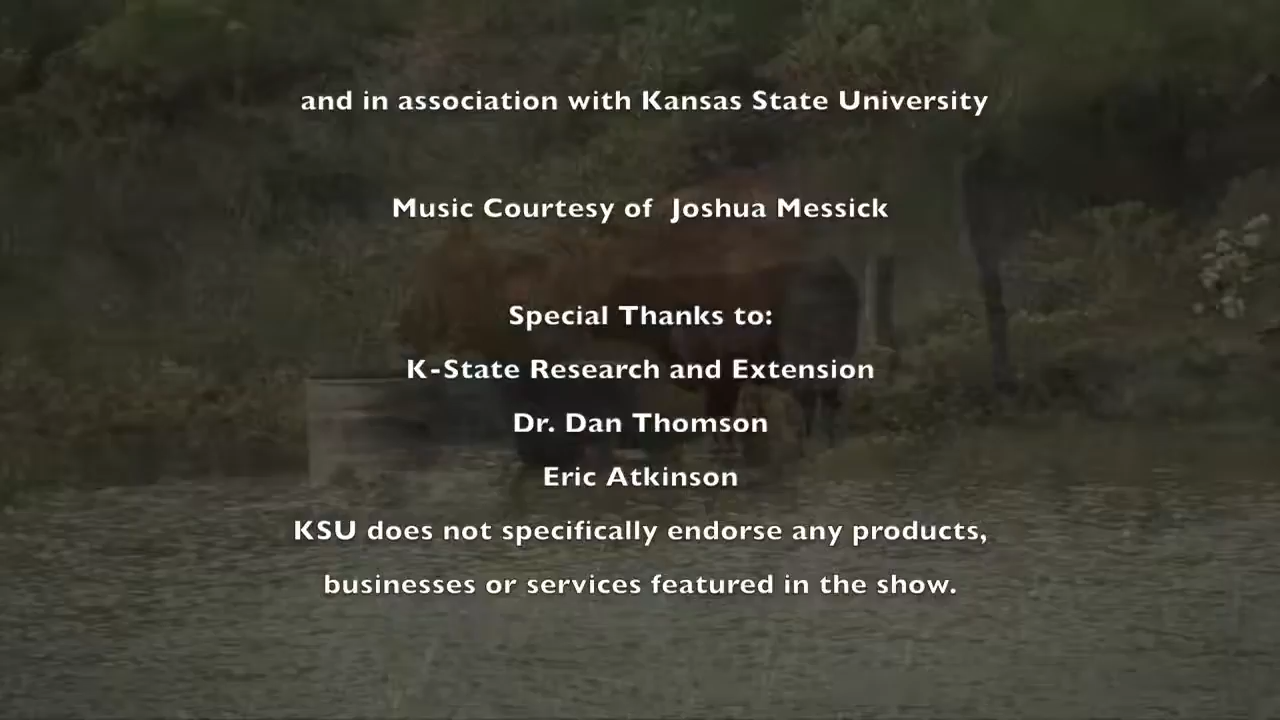 and in association with Kansas State University
Music Courtesy of Joshua Messick
Special Thanks to:
K-State Research and Extension
Dr. Dan Thomson
Eric Atkinson
KSU does not specifically endorse any products,
businesses or services featured in the show.